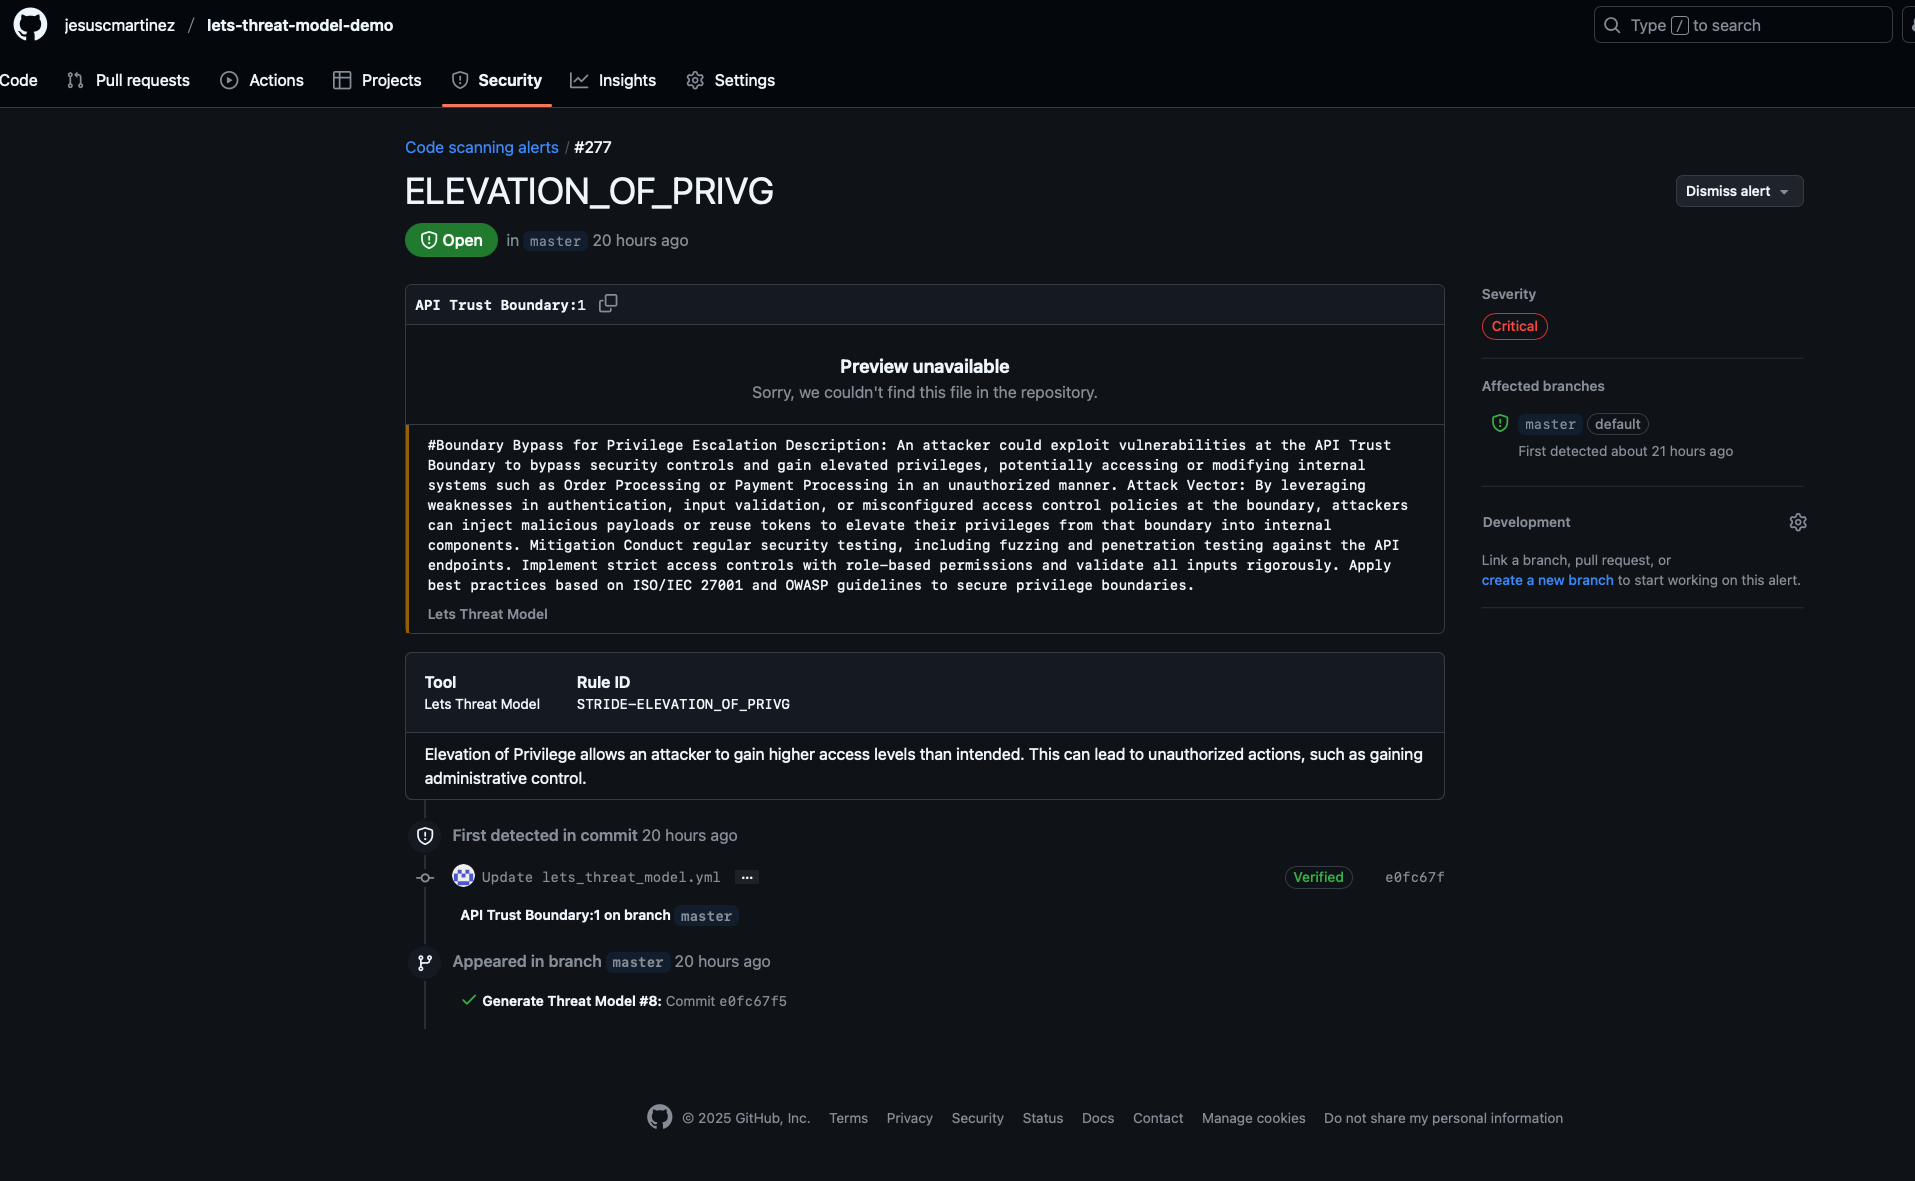 jesuscmartinez / lets-threat-model-demo
Type / to search
Code
Pull requests
Actions
Projects
Security
Insights
Settings
Code scanning alerts / #277
ELEVATION_OF_PRIVG
Dismiss alert
Open in master 20 hours ago
API Trust Boundary:1
Preview unavailable
Sorry, we couldn't find this file in the repository.
#Boundary Bypass for Privilege Escalation Description: An attacker could exploit vulnerabilities at the API Trust
Boundary to bypass security controls and gain elevated privileges, potentially accessing or modifying internal
systems such as Order Processing or Payment Processing in an unauthorized manner. Attack Vector: By leveraging
weaknesses in authentication, input validation, or misconfigured access control policies at the boundary, attackers
can inject malicious payloads or reuse tokens to elevate their privileges from that boundary into internal
components. Mitigation Conduct regular security testing, including fuzzing and penetration testing against the API
endpoints. Implement strict access controls with role-based permissions and validate all inputs rigorously. Apply
best practices based on ISO/IEC 27001 and OWASP guidelines to secure privilege boundaries.
Lets Threat Model
Tool
Lets Threat Model
Rule ID
STRIDE-ELEVATION_OF_PRIVG
Elevation of Privilege allows an attacker to gain higher access levels than intended. This can lead to unauthorized actions, such as gaining
administrative control.
First detected in commit 20 hours ago
Update lets_threat_model.yml ...
Verified
e0fc67f
API Trust Boundary:1 on branch master
Appeared in branch master 20 hours ago
Generate Threat Model #8: Commit e0fc67f5
Severity
Critical
Affected branches
master default
First detected about 21 hours ago
Development
Link a branch, pull request, or
create a new branch to start working on this alert.
© 2025 GitHub, Inc.
Terms
Privacy
Security
Status
Docs
Contact
Manage cookies
Do not share my personal information